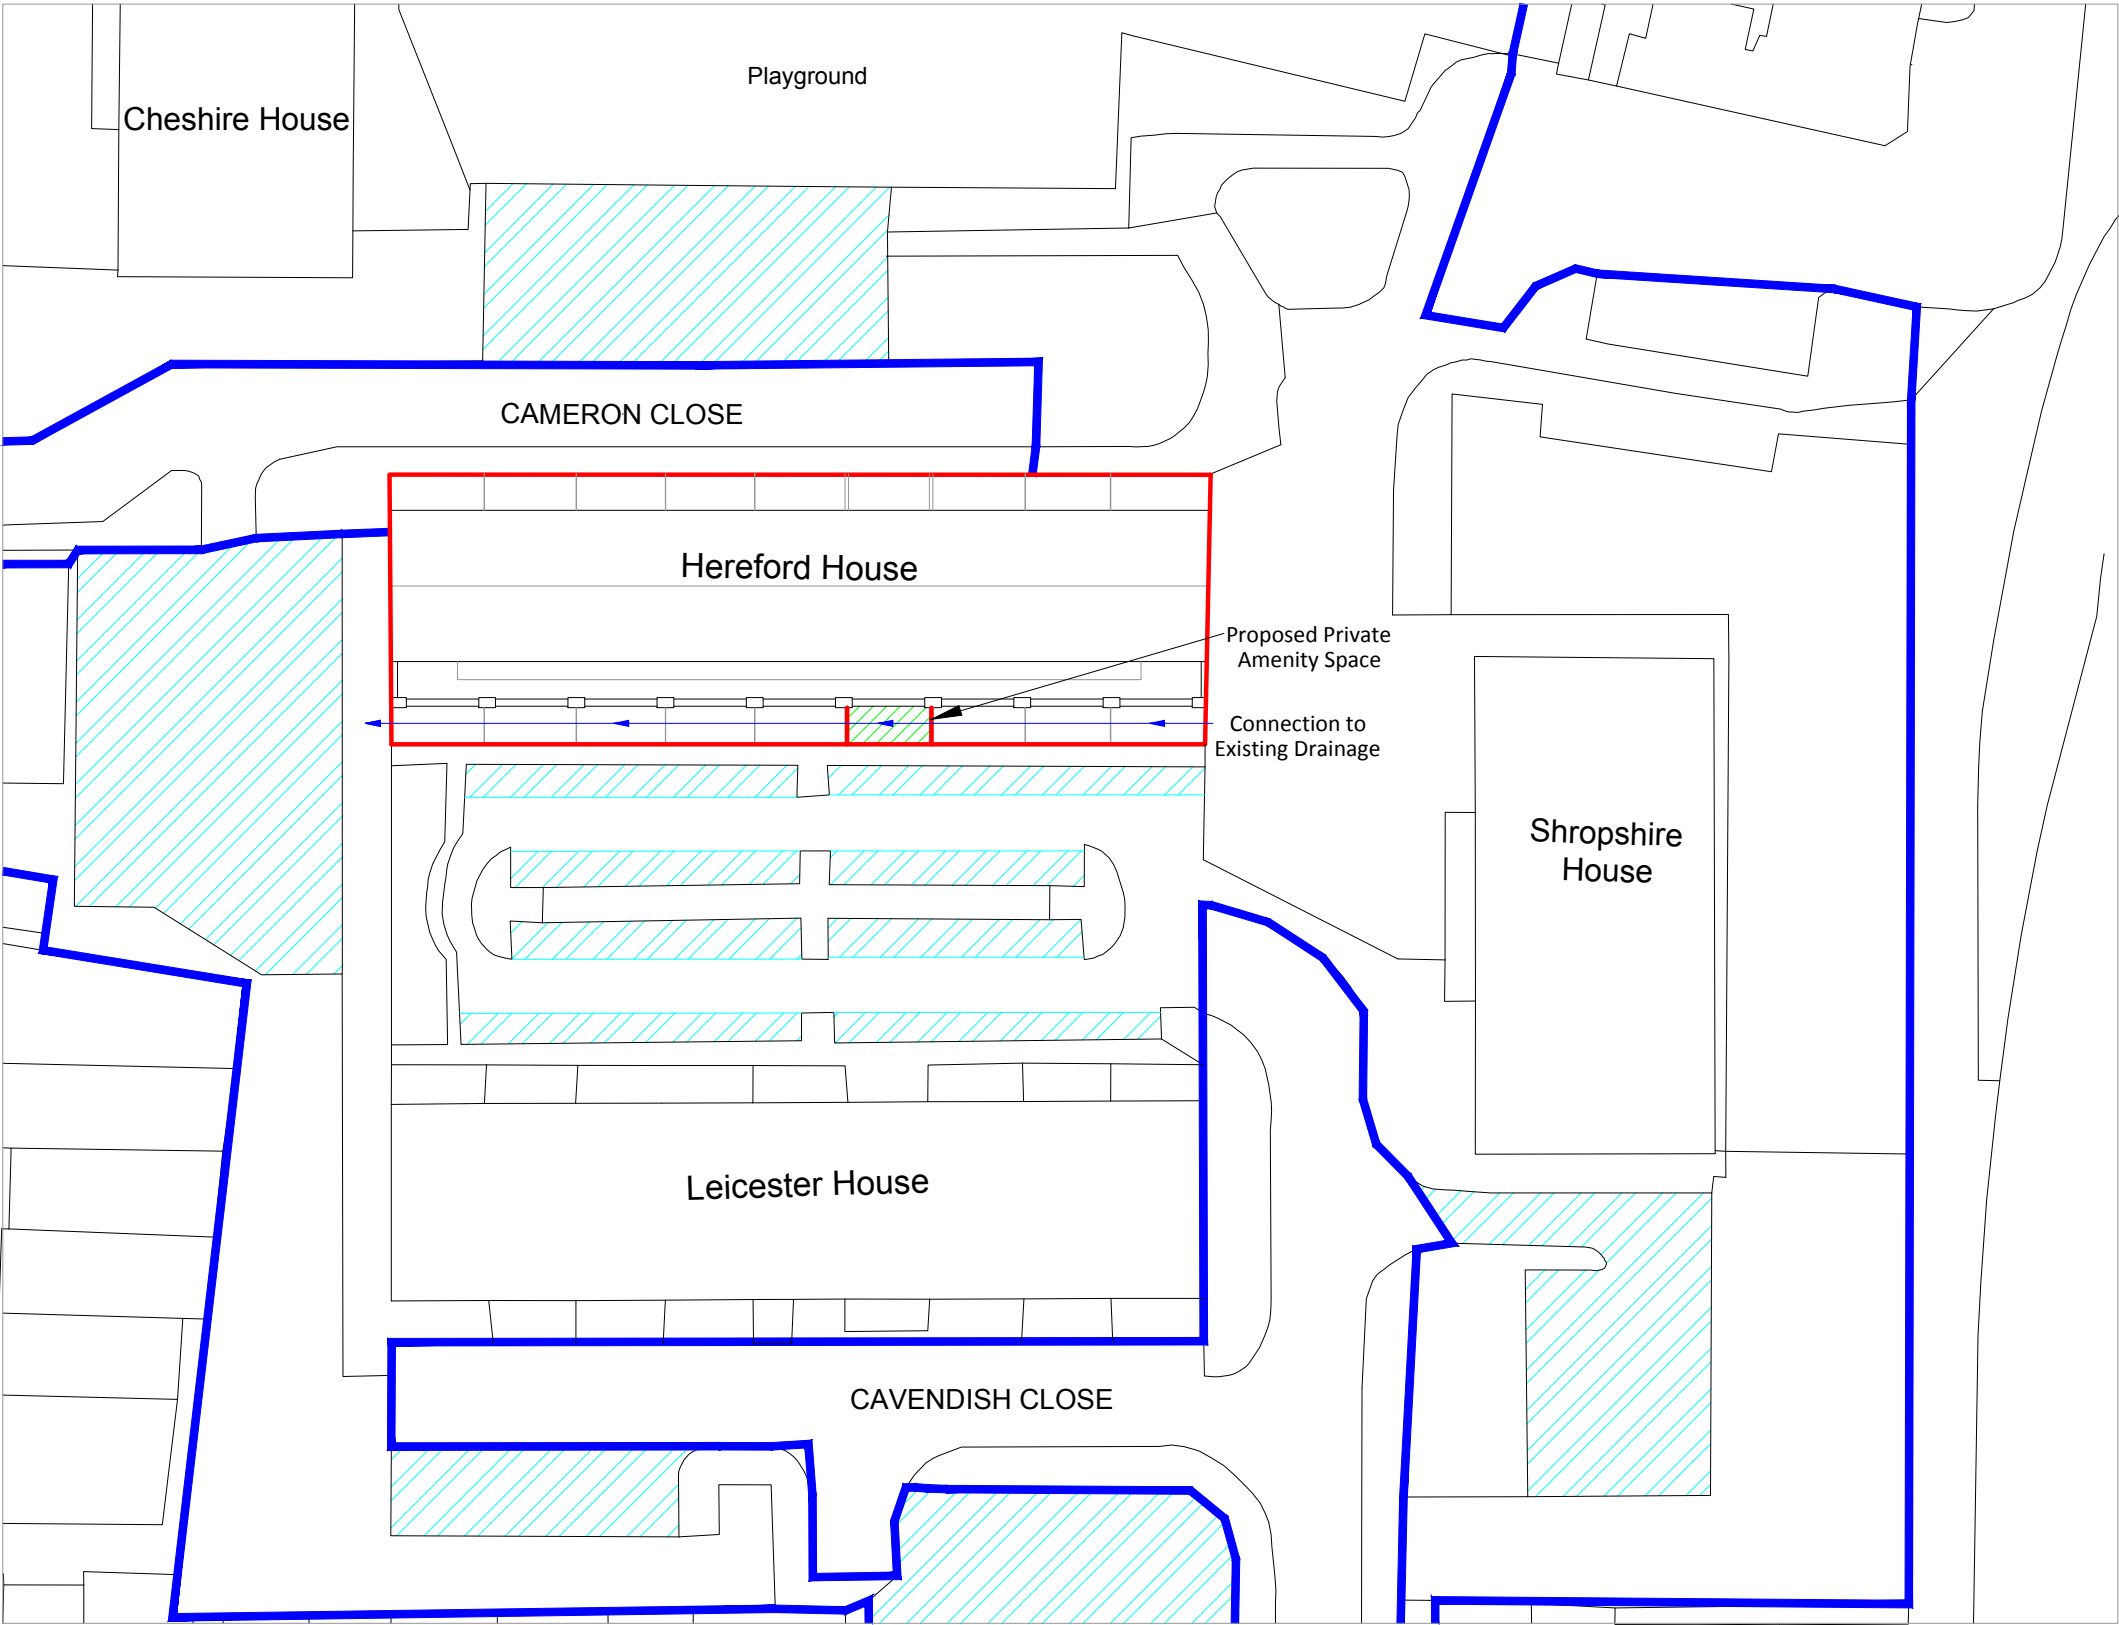 Playground
Cheshire House
CAMERON CLOSE
Hereford House
Proposed Private
Amenity Space
Connection to
Existing Drainage
Shropshire
House
Leicester House
CAVENDISH CLOSE